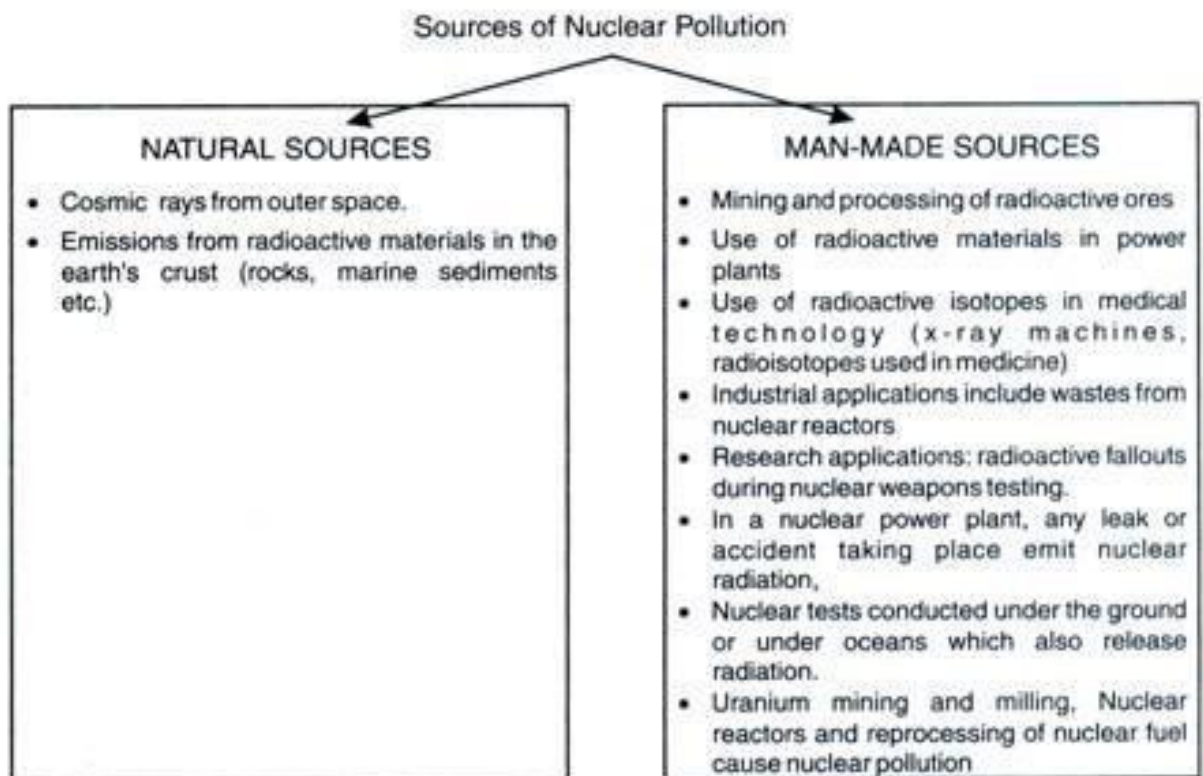 Sources of Nuclear Pollution
NATURAL SOURCES
• Cosmic rays from outer space.
• Emissions from radioactive materials in the
earth's crust (rocks, marine sediments
etc.)
MAN-MADE SOURCES
• Mining and processing of radioactive ores
• Use of radioactive materials in power
plants
• Use of radioactive isotopes in medical
technology (x-ray machines,
radioisotopes used in medicine)
• Industrial applications include wastes from
nuclear reactors
• Research applications: radioactive fallouts
during nuclear weapons testing.
• In a nuclear power plant, any leak or
accident taking place emit nuclear
radiation,
• Nuclear tests conducted under the ground
or under oceans which also release
radiation.
• Uranium mining and milling, Nuclear
reactors and reprocessing of nuclear fuel
cause nuclear pollution